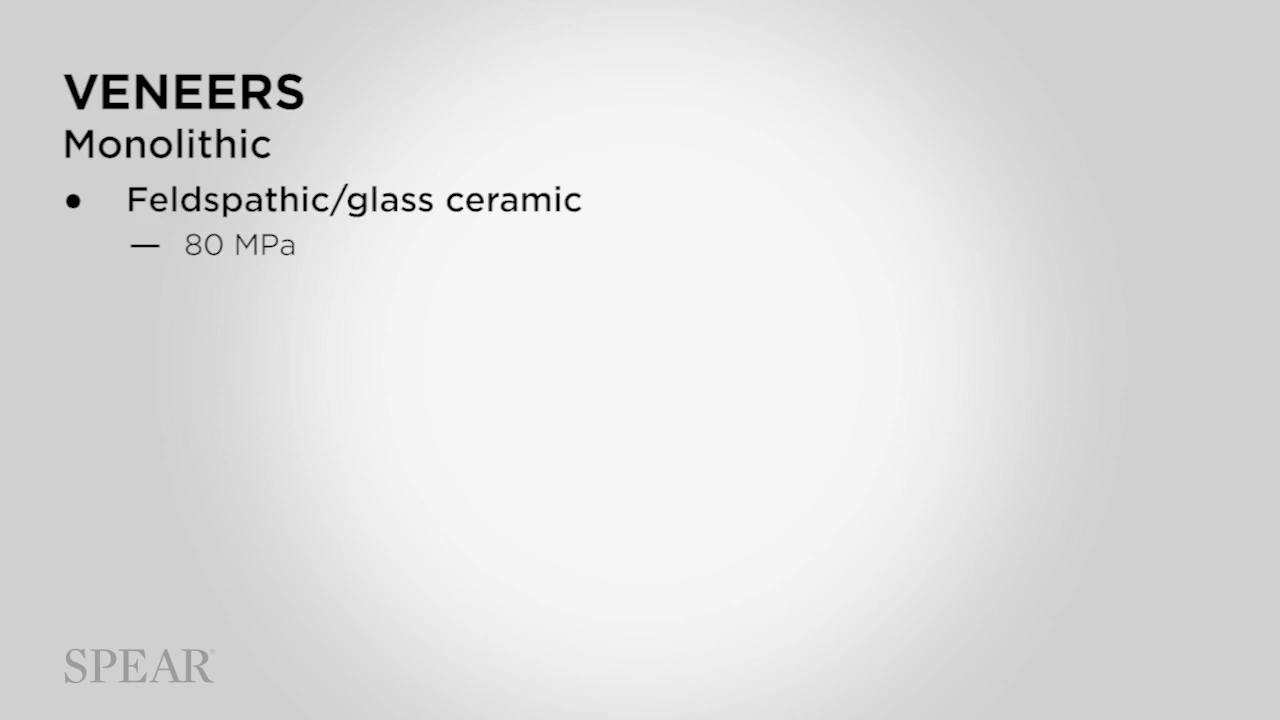 VENEERS
Monolithic
● Feldspathic/glass ceramic
— 80 MPa
SPEAR®